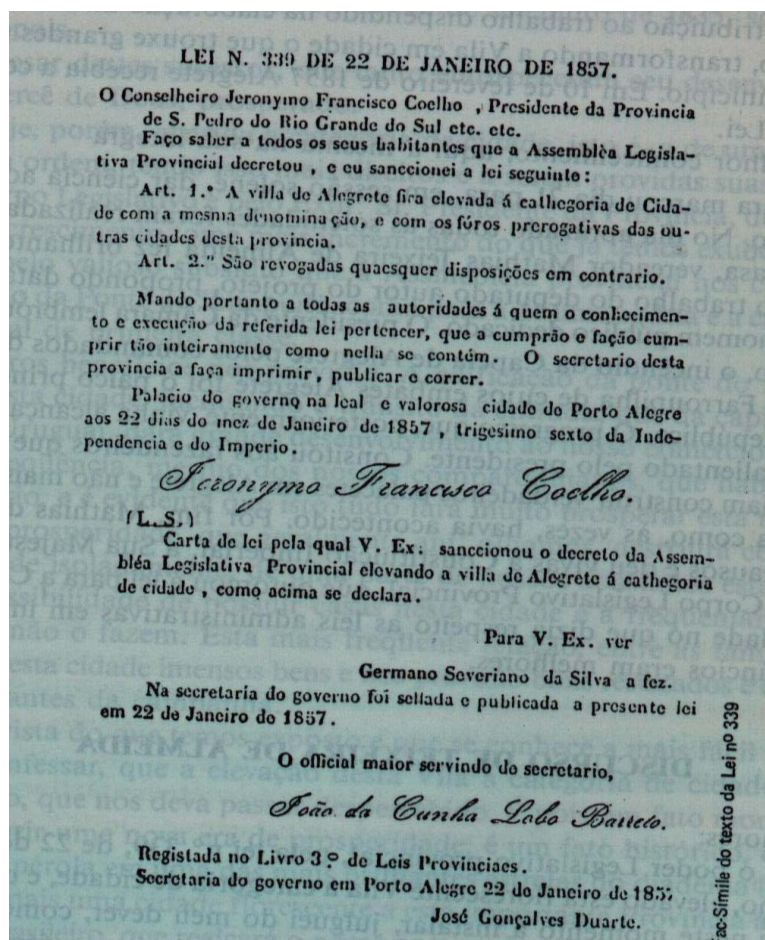 LEI N. 339 DE 22 DE JANEIRO DE 1857.
O Conselheiro Jeronymo Francisco Coelho , Presidente da Provincia
de S. Pedro do Rio Grande do Sul etc. etc.
Faço saber a todos os seus habitantes que a Assembléa Legisla-
tiva Provincial decretou , e eu sanccionei a lei seguinte :
Art. 1.º A villa de Alegrete fira elevada á cathegoria de Cida-
de com a mesma denominação, e com os fóros prerogativas das ou-
tras cidades desta provincia.
Art. 2.º São revogadas quaesquer disposições em contrario.
Mando portanto a todas as autoridades á quem o conhecimen-
to e execução da referida lei pertencer, que a cumprão e fação cum-
prir tão inteiramente como nella se contém. O secretario desta
provincia a faça imprimir , publicar e correr.
Palacio do governo na leal e valorosa cidade de Porto Alegre
aos 22 dias do mez de Janeiro de 1857 , trigesimo sexto da Inde-
pendencia e do Imperio.
Jeronymo Francisco Coelho.
(L.S.)
Carta de lei pela qual V. Ex. sanccionou o decreto da Assem-
bléa Legislativa Provincial elevando a villa de Alegrete á cathegoria
de cidade , como acima se declara.
Para V. Ex. ver
Germano Severiano da Silva a fez.
Na secretaria do governo foi sellada e publicada a presente lei
em 22 de Janeiro de 1857.
O official maior servindo de secretario,
João da Cunha Lobo Barreto.
Registada no Livro 3.º de Leis Provinciaes.
Secretaria do governo em Porto Alegre 22 de Janeiro de 1857
José Gonçalves Duarte.
Fac-Símile do texto da Lei nº 339